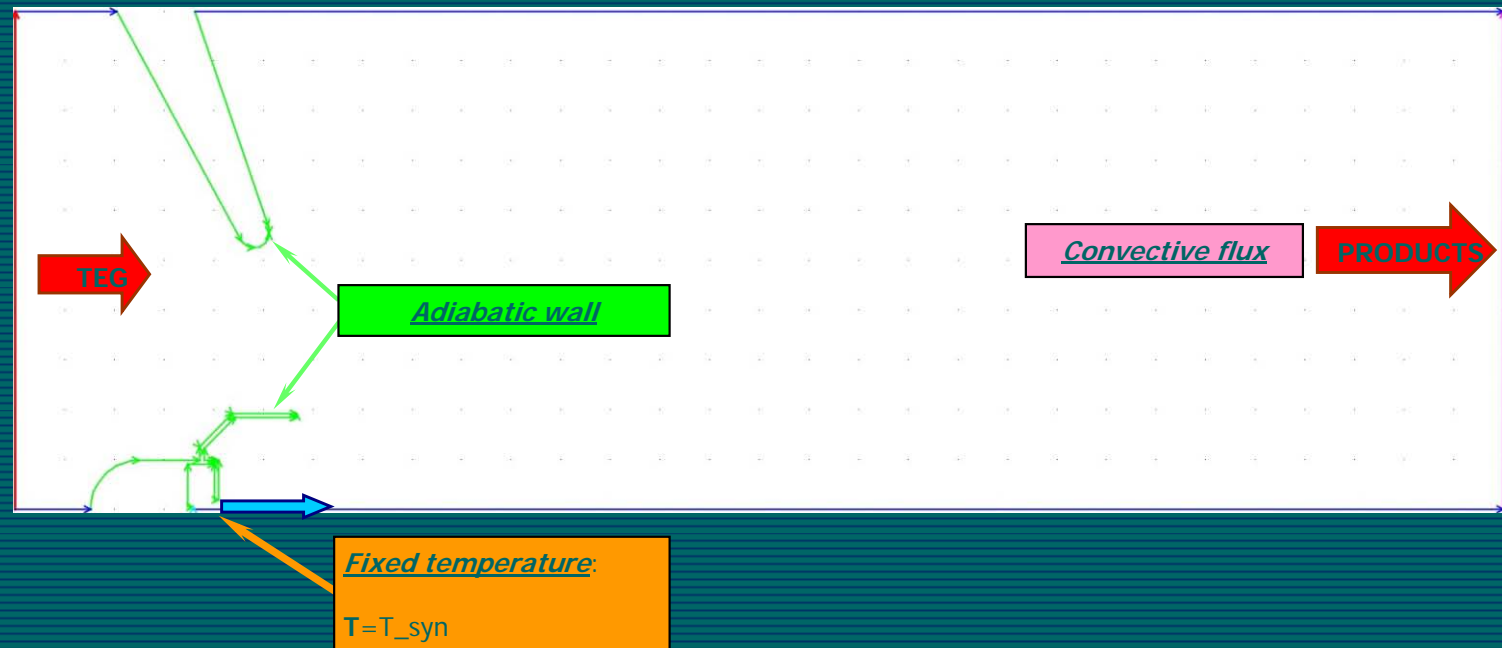 TEG
Convective flux
PRODUCTS
Adiabatic wall
Fixed temperature:
T=T_syn